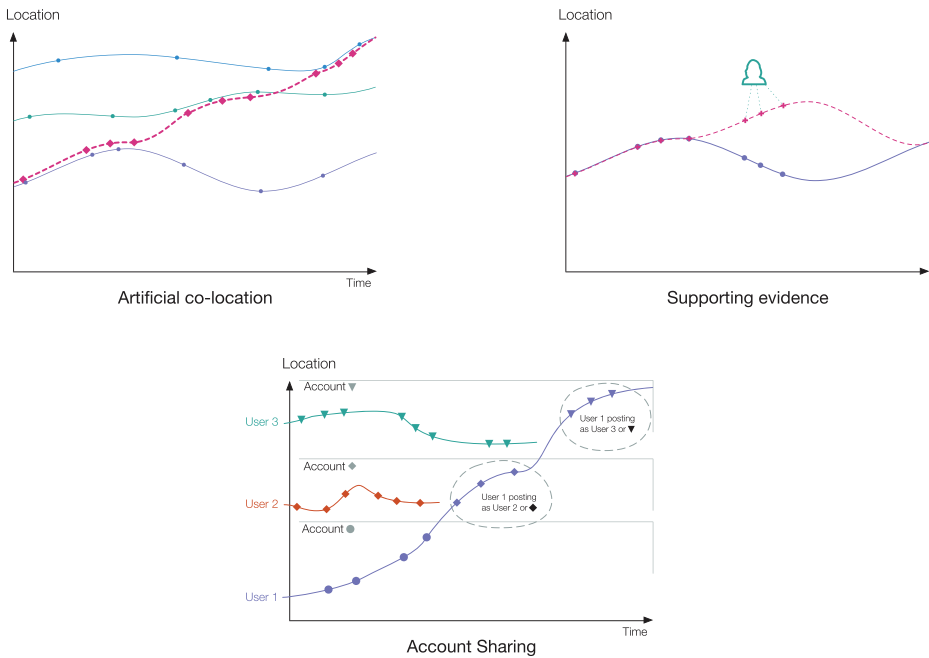 Location
Time
Artificial co-location
Location
Supporting evidence
Location
Account
User 3
User 1 posting
as User 3 or
Account
User 2
User 1 posting
as User 2 or
Account
User 1
Time
Account Sharing